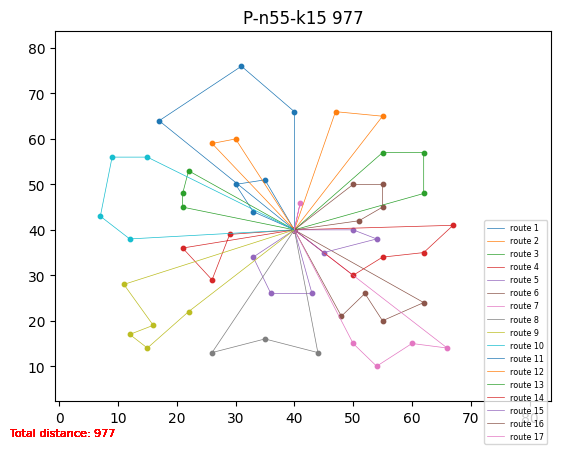 P-n55-k15 977
80
70
60
50
40
30
20
10
0
10
20
30
40
50
60
70
route 1
route 2
route 3
route 4
route 5
route 6
route 7
route 8
route 9
route 10
route 11
route 12
route 13
route 14
route 15
route 16
route 17
Total distance: 977